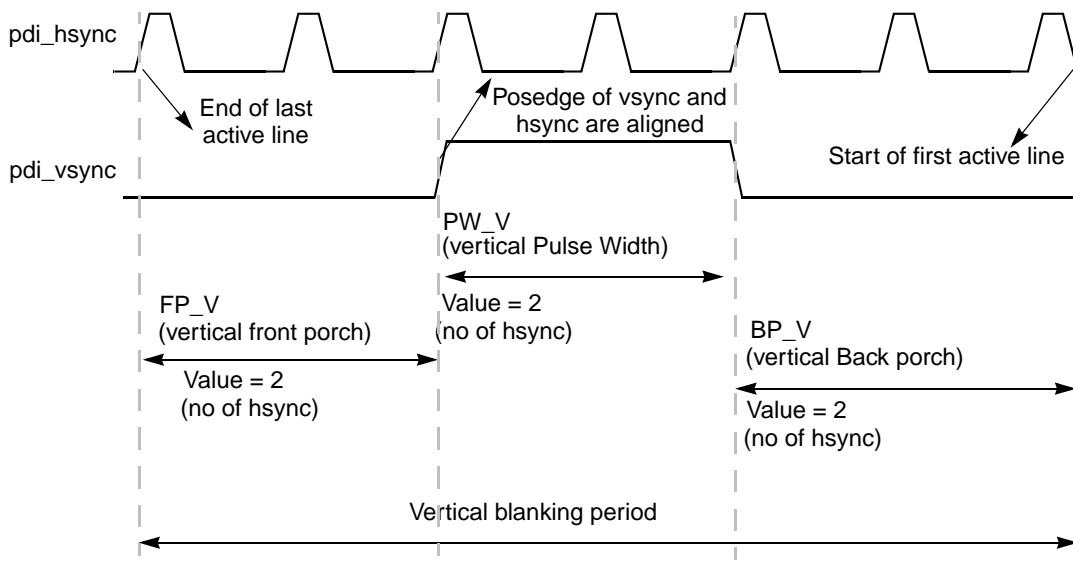 pdi_hsync
End of last
active line
Posedge of vsync and
hsync are aligned
Start of first active line
pdi_vsync
PW_V
(vertical Pulse Width)
Value = 2
(no of hsync)
FP_V
(vertical front porch)
Value = 2
(no of hsync)
BP_V
(vertical Back porch)
Value = 2
(no of hsync)
Vertical blanking period